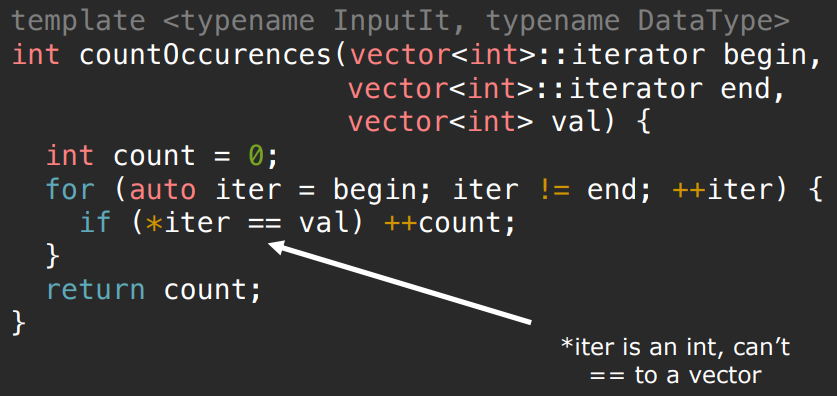 template <typename InputIt, typename DataType>
int countOccurences(vector<int>::iterator begin,
vector<int>::iterator end,
vector<int> val) {
int count = 0;
for (auto iter = begin; iter != end; ++iter) {
if (*iter == val) ++count;
}
return count;
}
*iter is an int, can’t
== to a vector